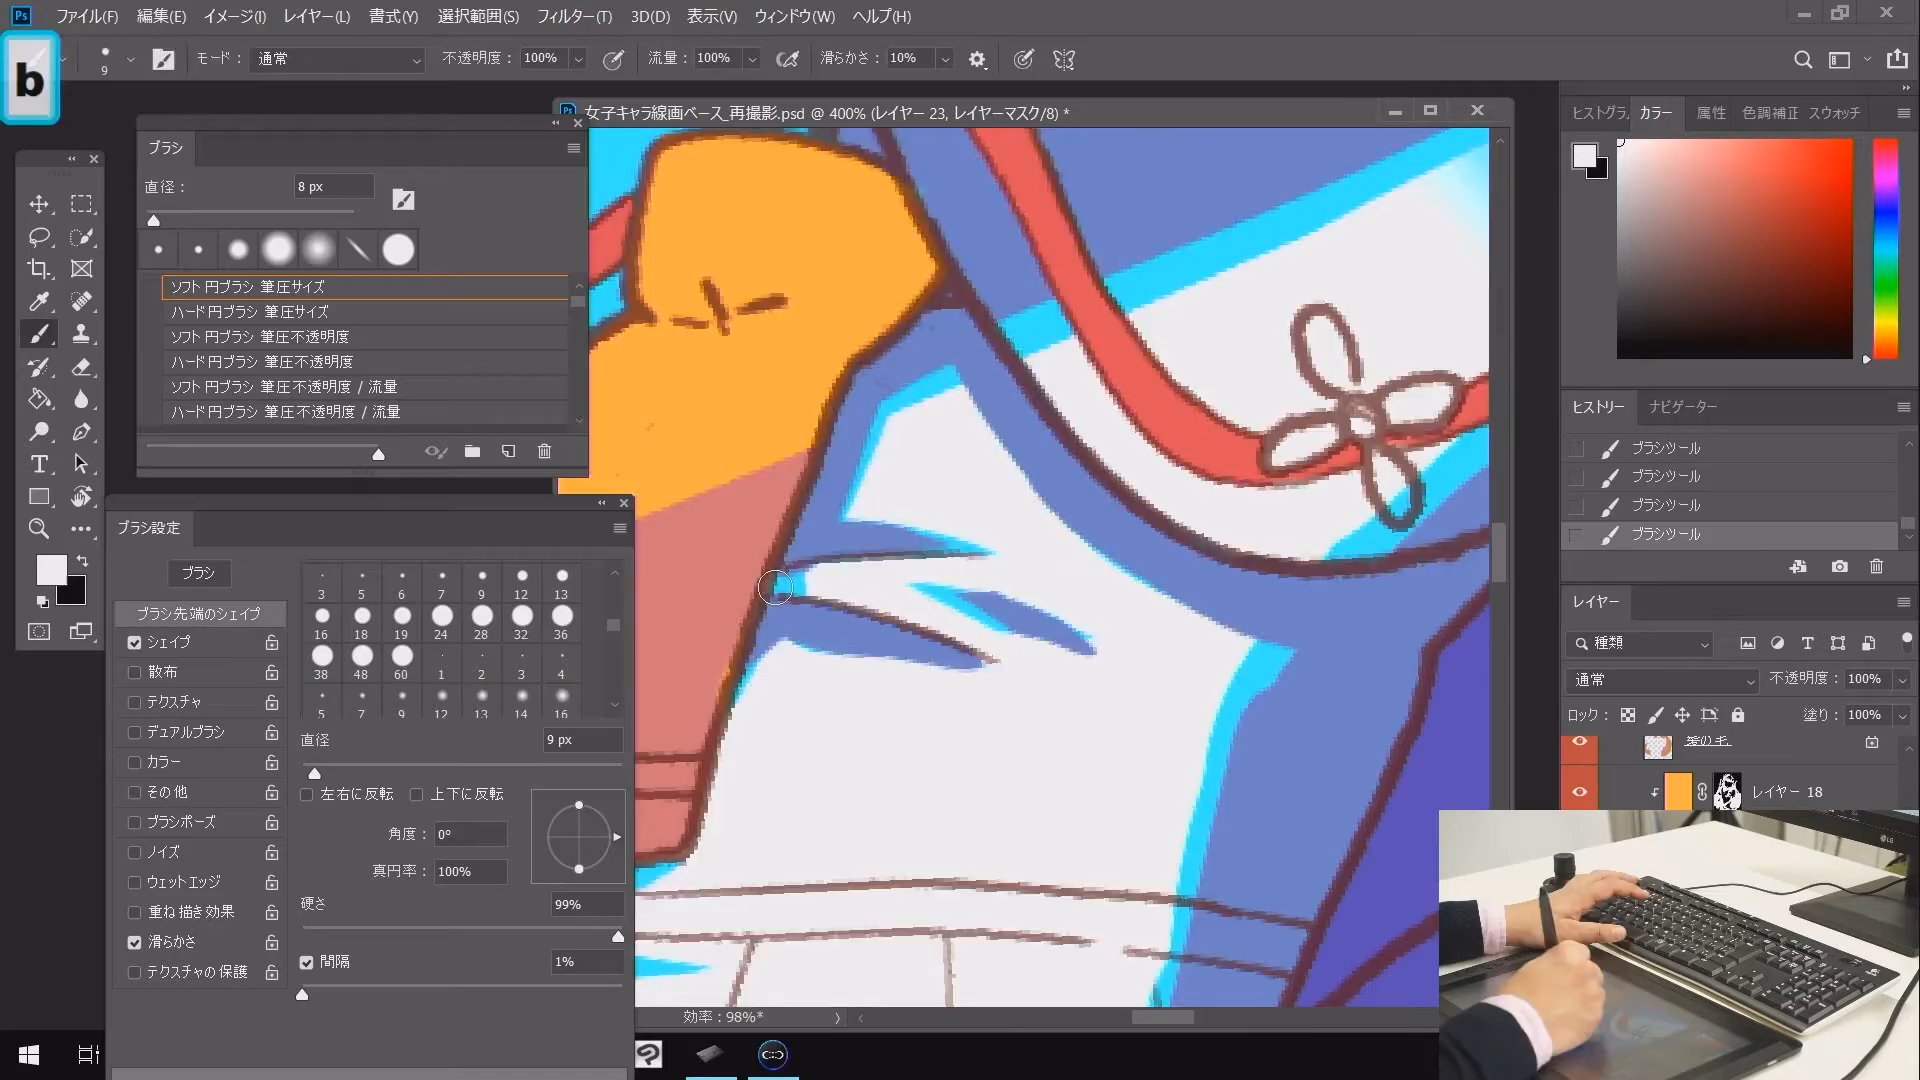 Ps ファイル(F) 編集(E) イメージ(I) レイヤー(L) 書式(Y) 選択範囲(S) フィルター(T) 3D(D) 表示(V) ウィンドウ(W) ヘルプ(H)
b
9 モード : 通常 不透明度 : 100% 流量 : 100% 滑らかさ : 10%
女子キャラ線画ベース_再撮影.psd @ 400% (レイヤー 23, レイヤーマスク/8) *
ブラシ
直径 : 8 px
ソフト 円ブラシ 筆圧サイズ
ハード 円ブラシ 筆圧サイズ
ソフト 円ブラシ 筆圧不透明度
ハード 円ブラシ 筆圧不透明度
ソフト 円ブラシ 筆圧不透明度 / 流量
ハード 円ブラシ 筆圧不透明度 / 流量
ブラシ設定
ブラシ
ブラシ先端のシェイプ
シェイプ
散布
テクスチャ
デュアルブラシ
カラー
その他
ブラシポーズ
ノイズ
ウェットエッジ
重ね描き効果
滑らかさ
テクスチャの保護
3 5 6 7 9 12 13
16 18 19 24 28 32 36
38 48 60 1 2 3 4
5 7 9 12 13 14 16
直径 9 px
左右に反転 上下に反転
角度 : 0°
真円率 : 100%
硬さ 99%
間隔 1%
効率 : 98%*
ヒストグラ カラー 属性 色調補正 スウォッチ
ヒストリー ナビゲーター
ブラシツール
ブラシツール
ブラシツール
ブラシツール
レイヤー
種類
通常 不透明度 : 100%
ロック : 塗り : 100%
髪の毛
レイヤー 18
LG